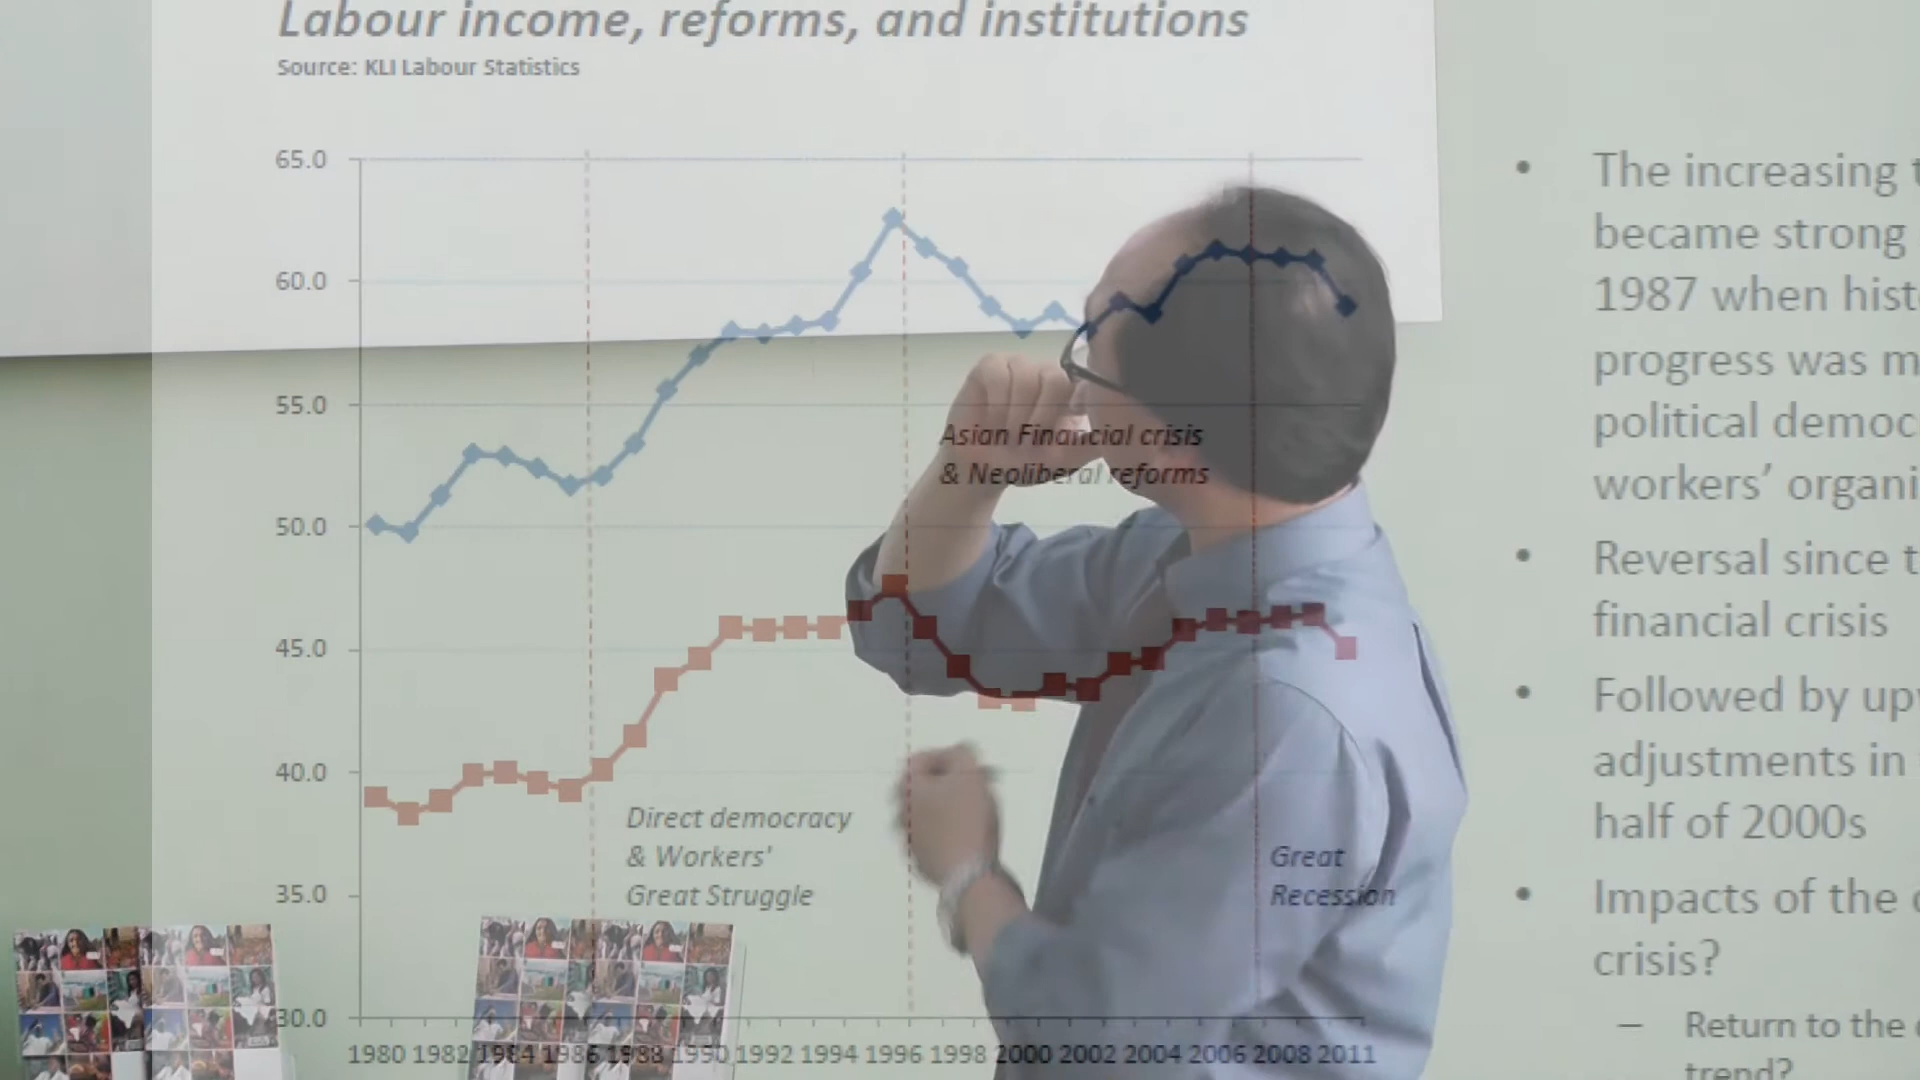 Labour income, reforms, and institutions
Source: KLI Labour Statistics
65.0
60.0
55.0
50.0
45.0
40.0
35.0
30.0
Asian Financial crisis
& Neoliberal reforms
Direct democracy
& Workers'
Great Struggle
Great
Recession
1980 1982 1984 1986 1988 1990 1992 1994 1996 1998 2000 2002 2004 2006 2008 2011
• The increasing
became strong
1987 when
progress was
political
workers’
• Reversal since
financial crisis
• Followed by
adjustments in
half of 2000s
• Impacts of the
crisis?
– Return to the
trend?